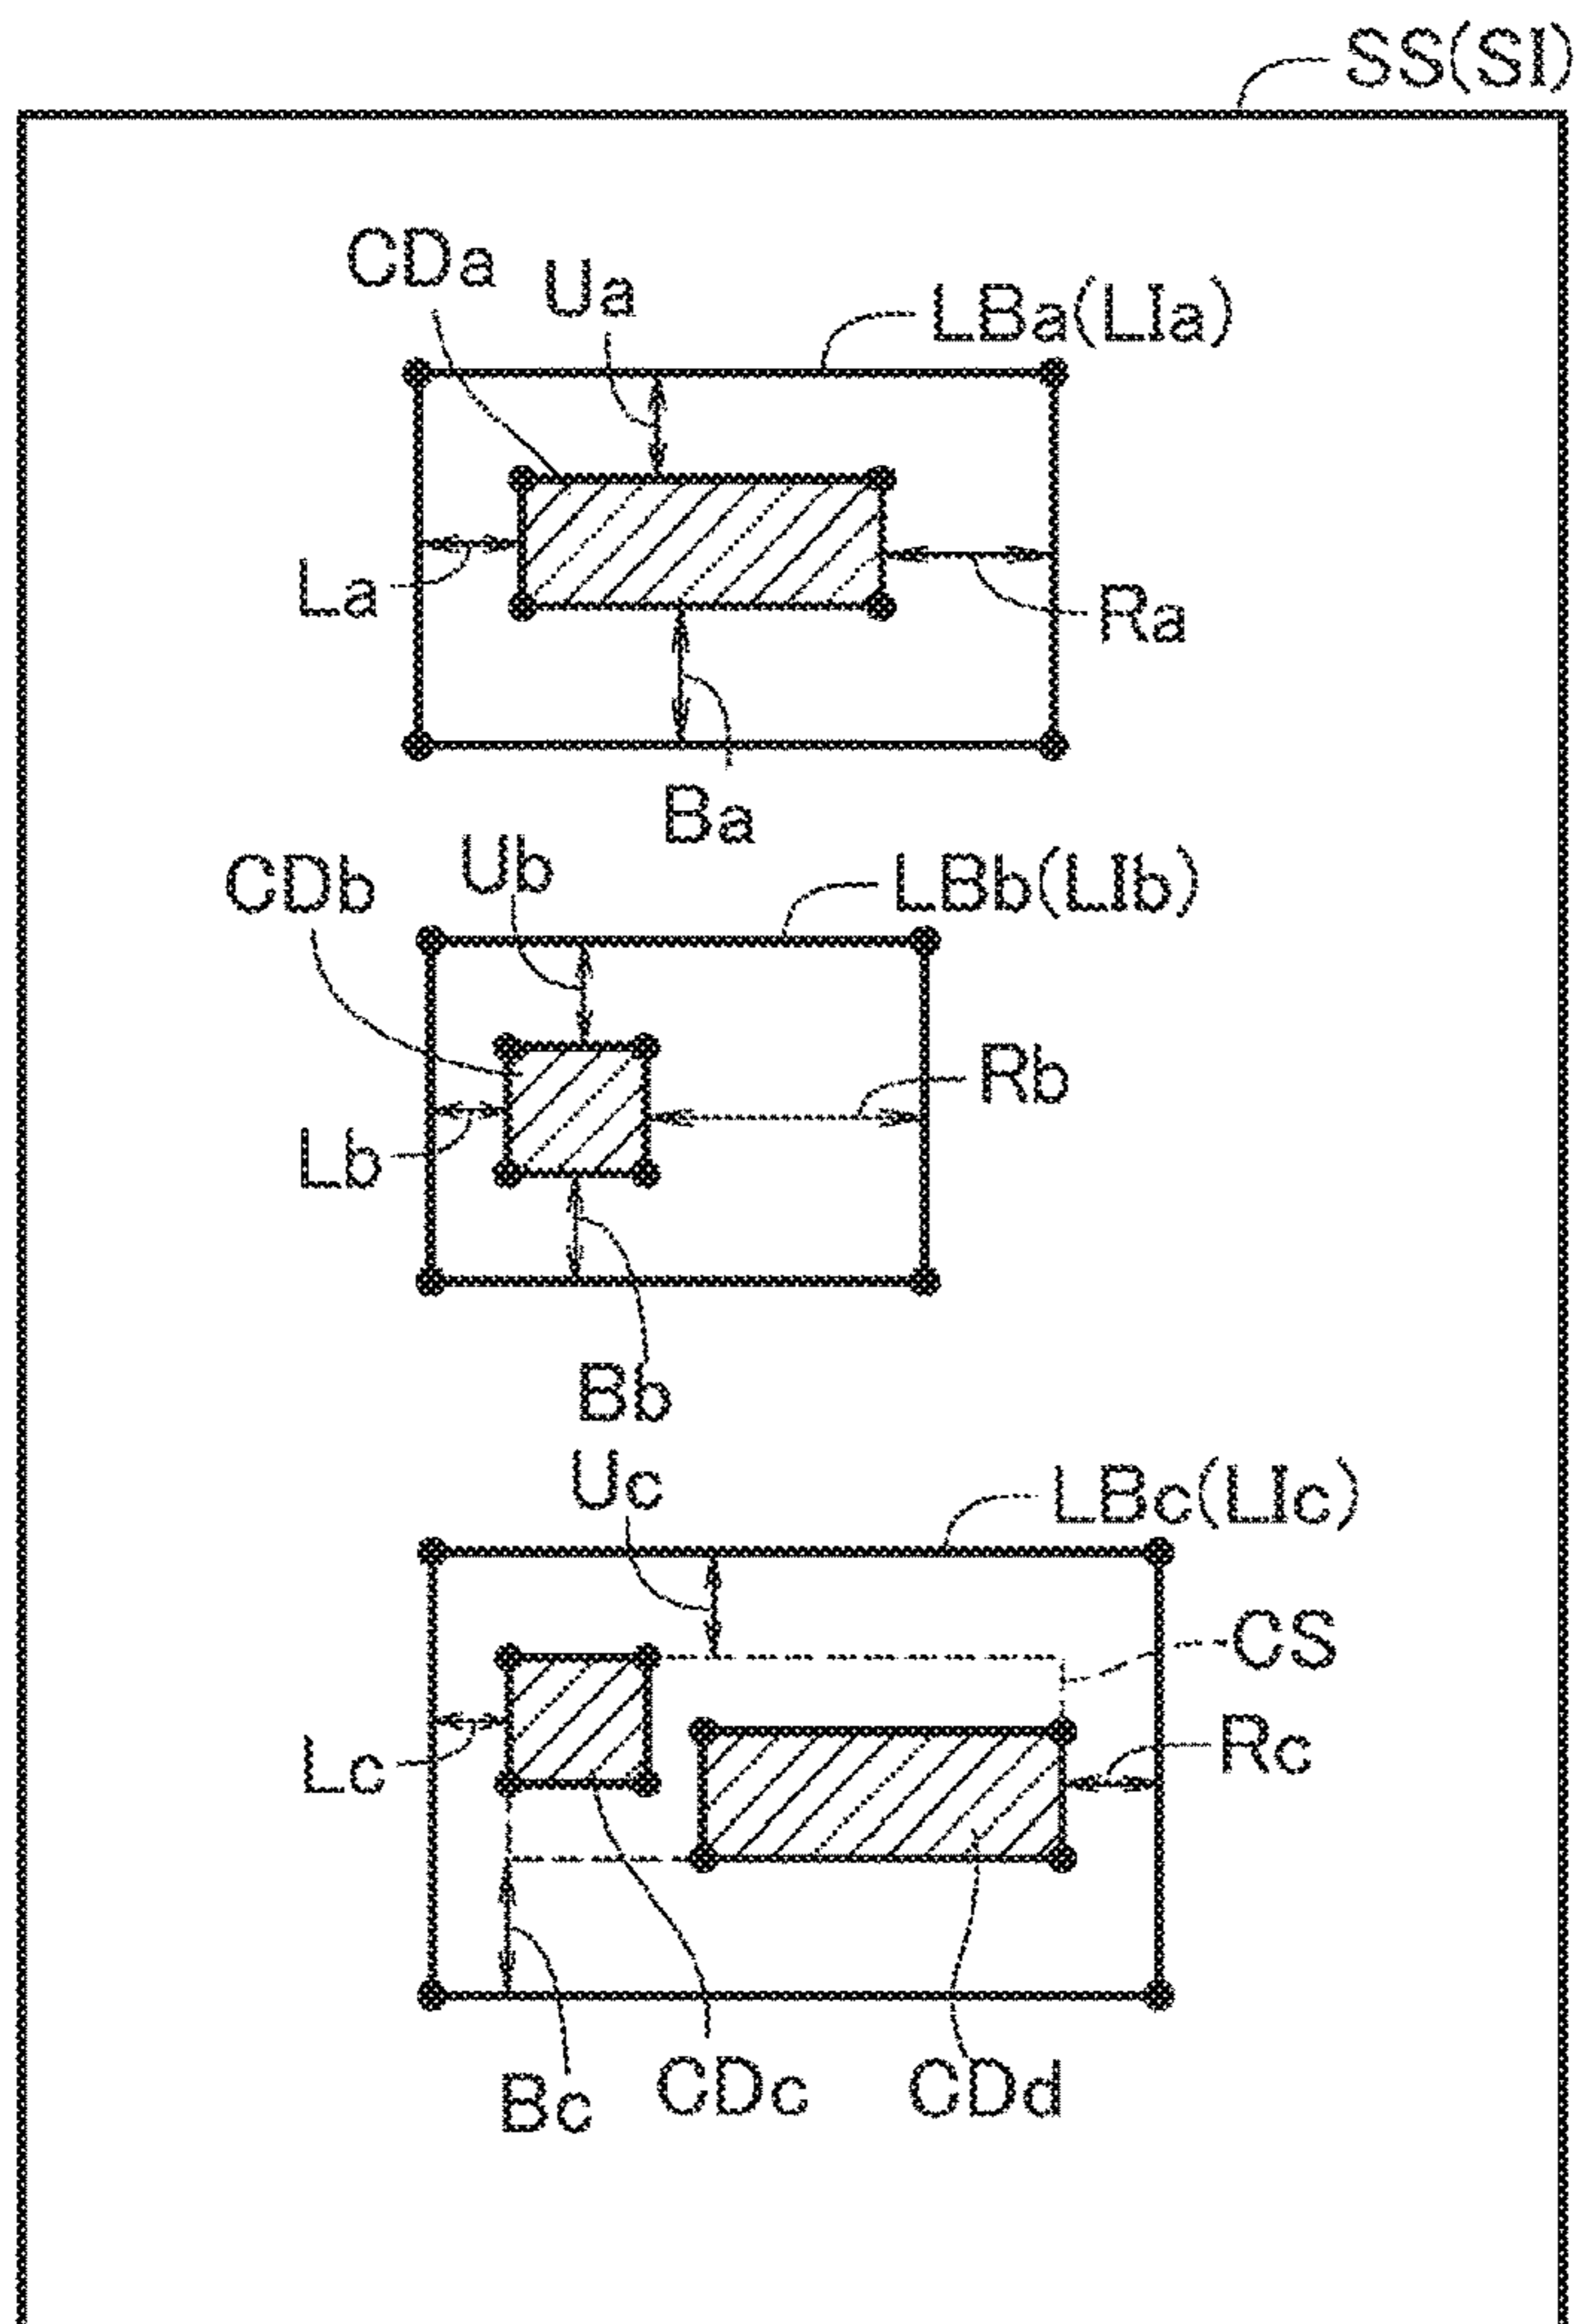 SS(SI)
CDa
Ua
LBa(LIa)
La
Ra
Ba
CDb
Ub
LBb(LIb)
Rb
Lb
Bb
Uc
LBc(LIc)
CS
Lc
Rc
Bc
CDc
CDd